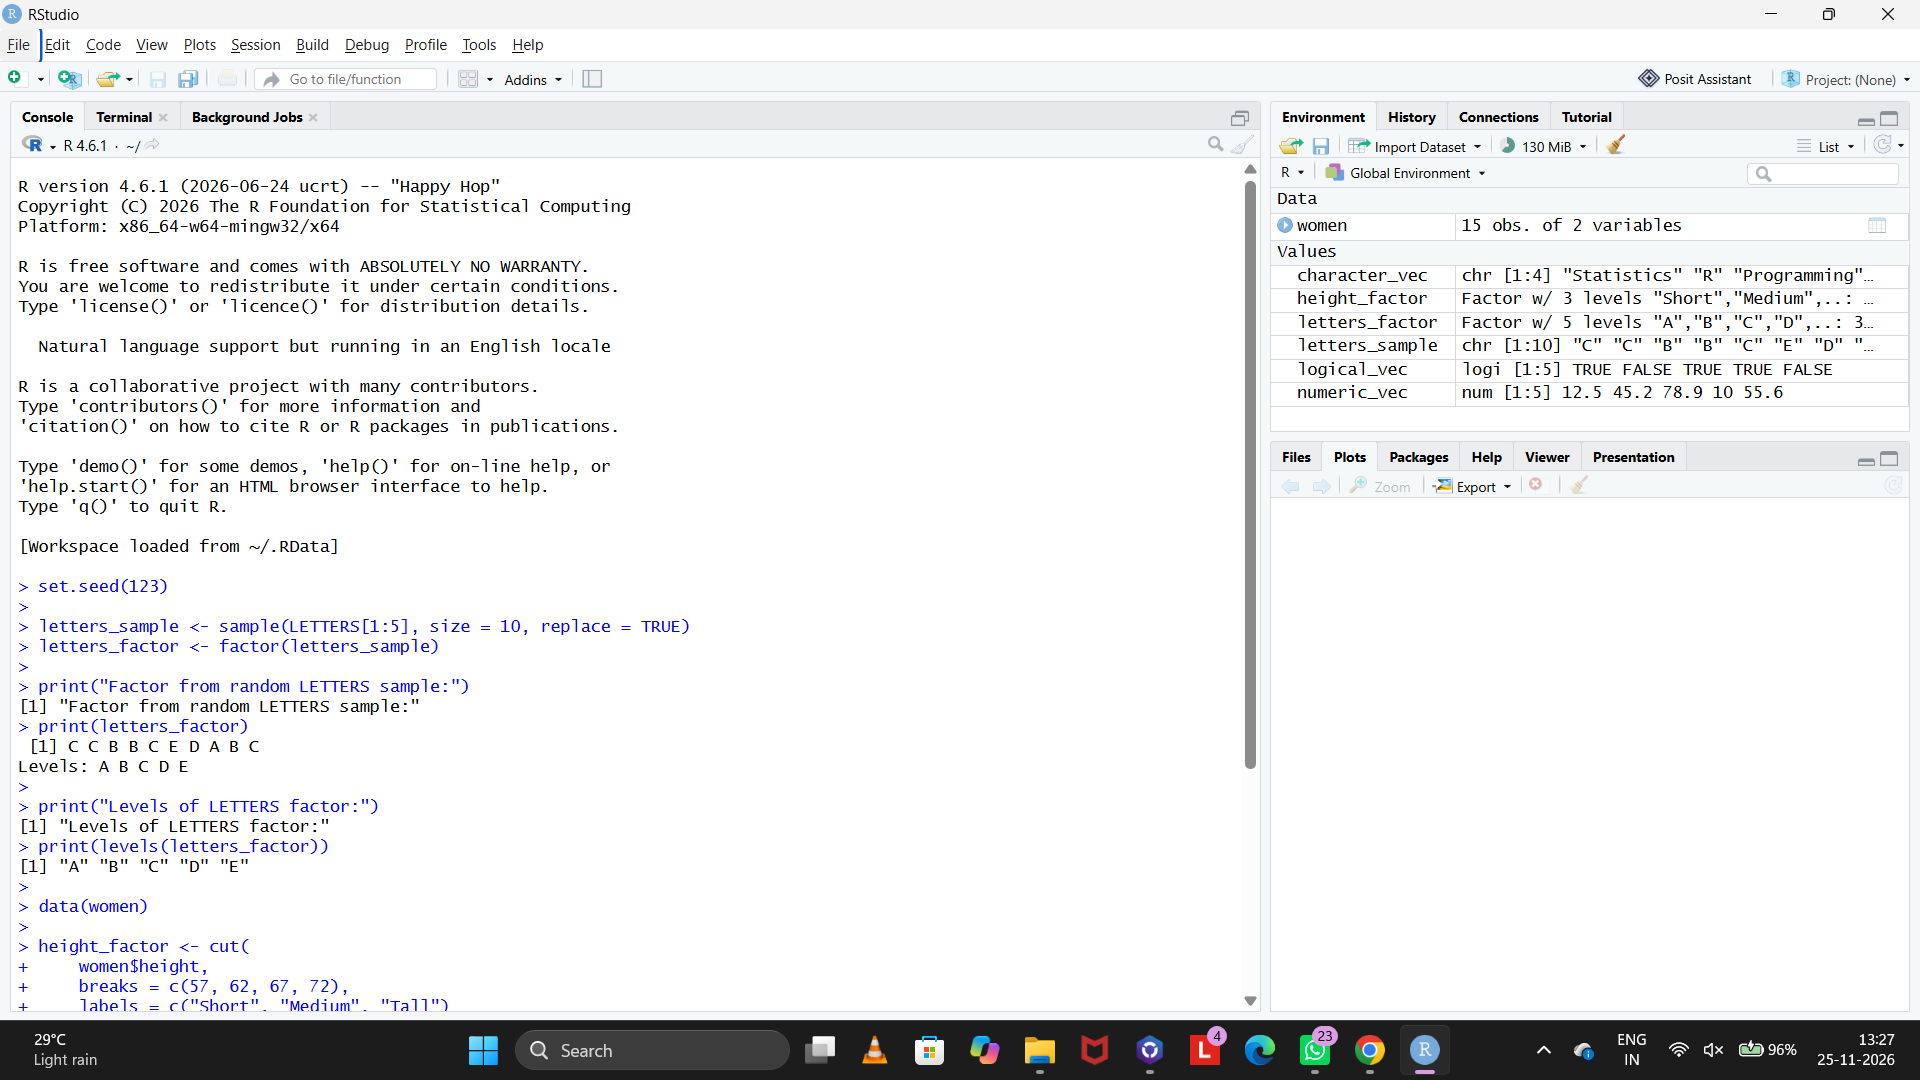 RStudio
File Edit Code View Plots Session Build Debug Profile Tools Help
Go to file/function Addins Posit Assistant Project: (None)
Console Terminal Background Jobs
R 4.6.1 · ~/
R version 4.6.1 (2026-06-24 ucrt) -- "Happy Hop"
Copyright (C) 2026 The R Foundation for Statistical Computing
Platform: x86_64-w64-mingw32/x64
R is free software and comes with ABSOLUTELY NO WARRANTY.
You are welcome to redistribute it under certain conditions.
Type 'license()' or 'licence()' for distribution details.
Natural language support but running in an English locale
R is a collaborative project with many contributors.
Type 'contributors()' for more information and
'citation()' on how to cite R or R packages in publications.
Type 'demo()' for some demos, 'help()' for on-line help, or
'help.start()' for an HTML browser interface to help.
Type 'q()' to quit R.
[Workspace loaded from ~/.RData]
> set.seed(123)
>
> letters_sample <- sample(LETTERS[1:5], size = 10, replace = TRUE)
> letters_factor <- factor(letters_sample)
>
> print("Factor from random LETTERS sample:")
[1] "Factor from random LETTERS sample:"
> print(letters_factor)
[1] C C B B C E D A B C
Levels: A B C D E
>
> print("Levels of LETTERS factor:")
[1] "Levels of LETTERS factor:"
> print(levels(letters_factor))
[1] "A" "B" "C" "D" "E"
>
> data(women)
>
> height_factor <- cut(
+     women$height,
+     breaks = c(57, 62, 67, 72),
+     labels = c("Short", "Medium", "Tall")
Environment History Connections Tutorial
Import Dataset 130 MiB List
R Global Environment
Data
women 15 obs. of 2 variables
Values
character_vec chr [1:4] "Statistics" "R" "Programming"…
height_factor Factor w/ 3 levels "Short","Medium",..: …
letters_factor Factor w/ 5 levels "A","B","C","D",..: 3…
letters_sample chr [1:10] "C" "C" "B" "B" "C" "E" "D" "…
logical_vec logi [1:5] TRUE FALSE TRUE TRUE FALSE
numeric_vec num [1:5] 12.5 45.2 78.9 10 55.6
Files Plots Packages Help Viewer Presentation
Zoom Export
29°C
Light rain
Search
4
23
ENG
IN
96%
13:27
25-11-2026